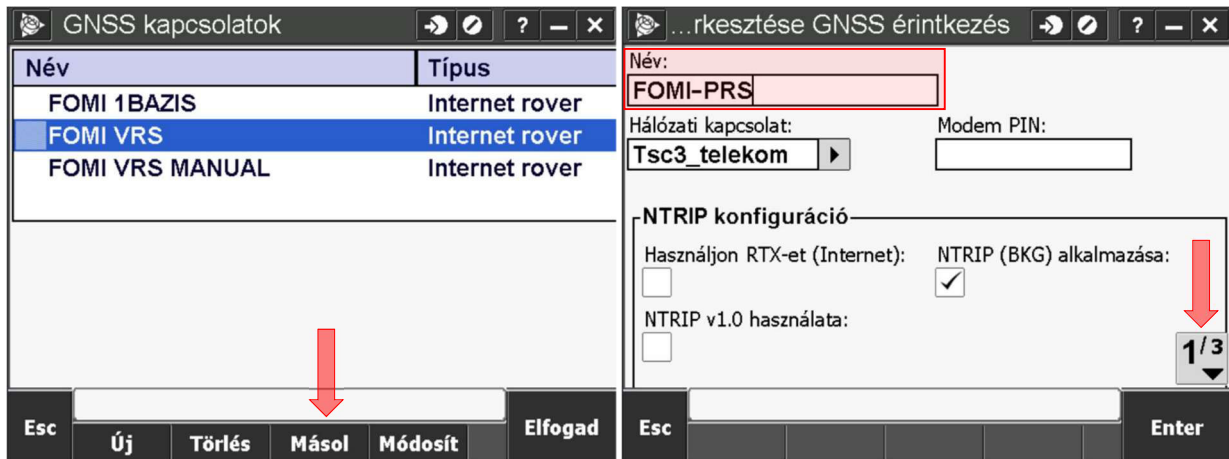 GNSS kapcsolatok ? – ×
Név Típus
FOMI 1BAZIS Internet rover
FOMI VRS Internet rover
FOMI VRS MANUAL Internet rover
Esc Új Törlés Másol Módosít Elfogad
...rkesztése GNSS érintkezés ? – ×
Név:
FOMI-PRS
Hálózati kapcsolat: Modem PIN:
Tsc3_telekom
NTRIP konfiguráció
Használjon RTX-et (Internet): NTRIP (BKG) alkalmazása:
NTRIP v1.0 használata:
1/3
Esc Enter